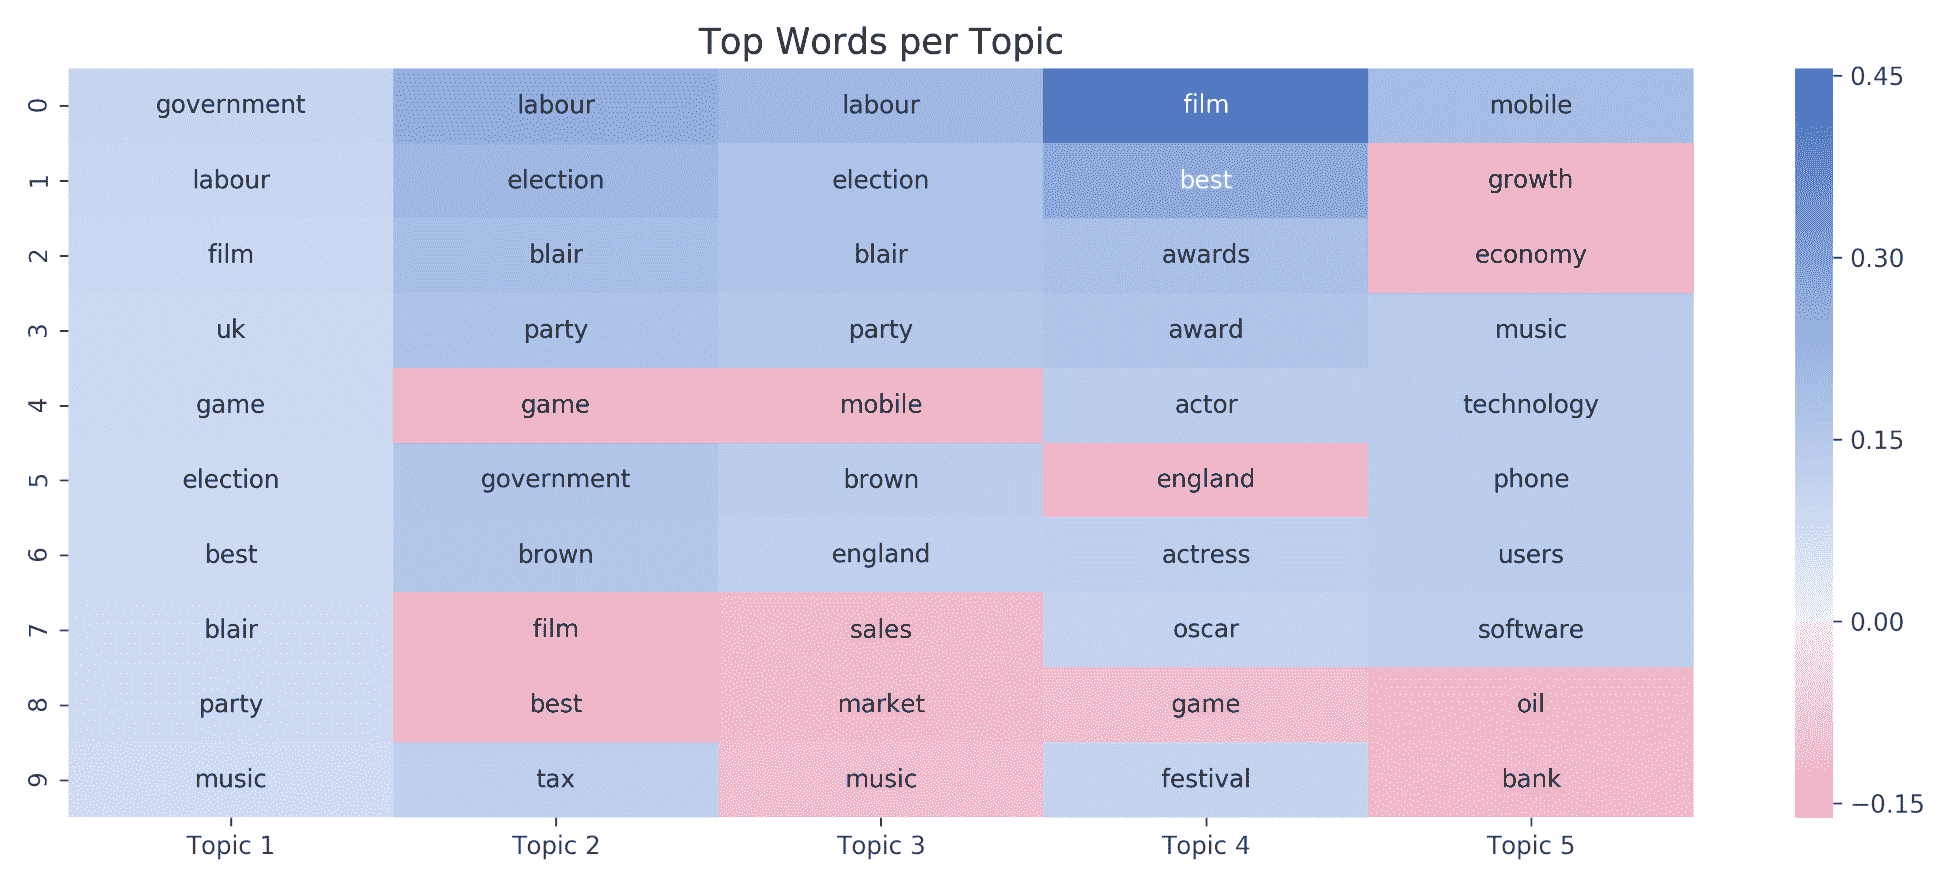 Top Words per Topic
0 government labour labour film mobile
1 labour election election best growth
2 film blair blair awards economy
3 uk party party award music
4 game game mobile actor technology
5 election government brown england phone
6 best brown england actress users
7 blair film sales oscar software
8 party best market game oil
9 music tax music festival bank
Topic 1 Topic 2 Topic 3 Topic 4 Topic 5
0.45
0.30
0.15
0.00
−0.15